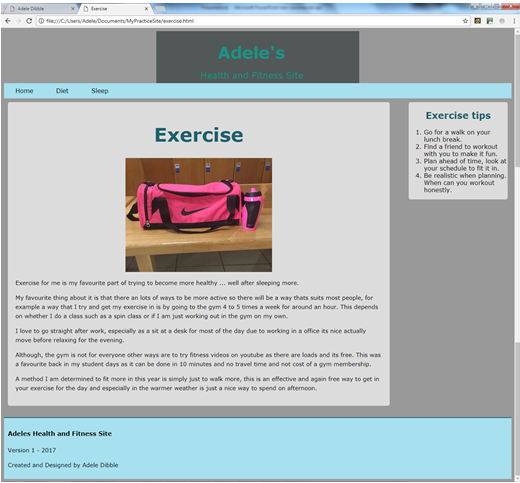 Adele Dibble
Exercise
file:///C:/Users/Adele/Documents/MyPracticeSite/exercise.html
Adele's
Health and Fitness Site
Home Diet Sleep
Exercise
Exercise for me is my favourite part of trying to become more healthy ... well after sleeping more.
My favourite thing about it is that there an lots of ways to be more active so there will be a way thats suits most people, for
example a way that I try and get my exercise in is by going to the gym 4 to 5 times a week for around an hour. This depends
on whether I do a class such as a spin class or if I am just working out in the gym on my own.
I love to go straight after work, especially as a sit at a desk for most of the day due to working in a office its nice actually
move before relaxing for the evening.
Although, the gym is not for everyone other ways are to try fitness videos on youtube as there are loads and its free. This was
a favourite back in my student days as it can be done in 10 minutes and no travel time and not cost of a gym membership.
A method I am determined to fit more in this year is simply just to walk more, this is an effective and again free way to get in
your exercise for the day and especially in the warmer weather is just a nice way to spend on afternoon.
Exercise tips
1. Go for a walk on your
lunch break.
2. Find a friend to workout
with you to make it fun.
3. Plan ahead of time, look at
your schedule to fit it in.
4. Be realistic when planning.
When can you workout
honestly.
Adeles Health and Fitness Site
Version 1 - 2017
Created and Designed by Adele Dibble